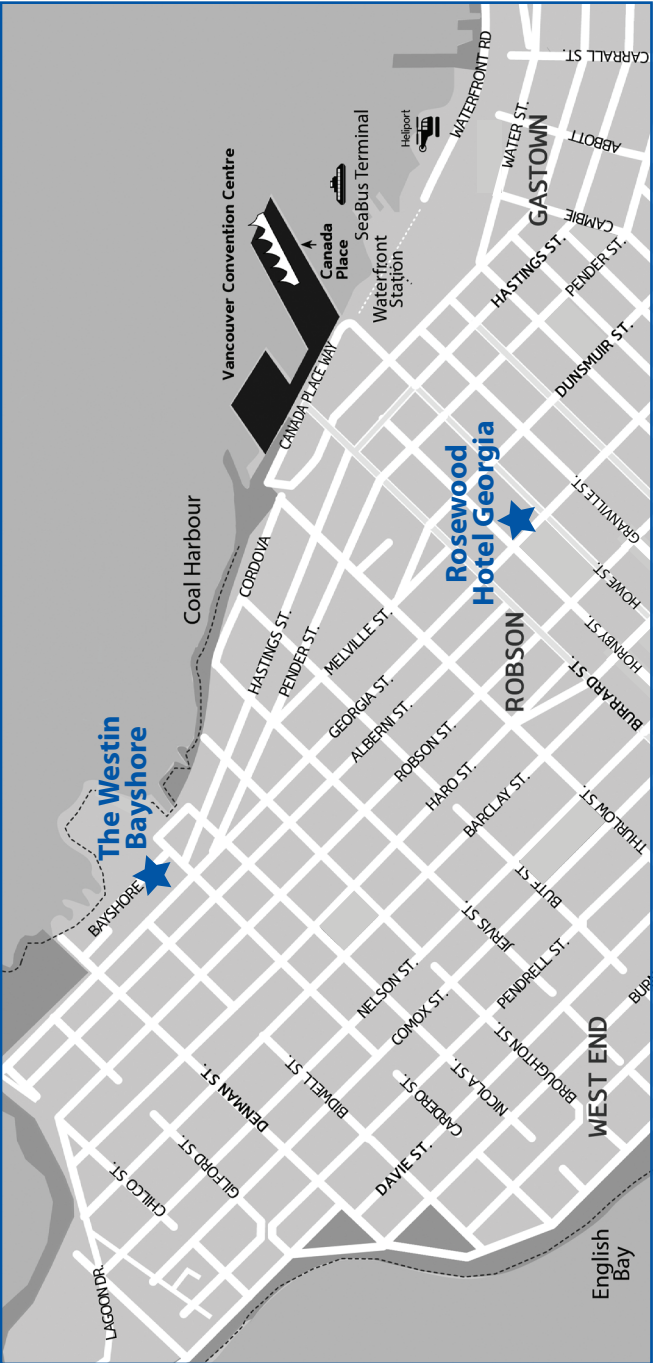 WATERFRONT RD
CARRALL ST.
WATER ST.
ABBOTT
GASTOWN
CAMBIE
Heliport
SeaBus Terminal
Vancouver Convention Centre
Canada
Place
Waterfront
Station
HASTINGS ST.
PENDER ST.
DUNSMUIR ST.
CANADA PLACE WAY
Rosewood
Hotel Georgia
GRANVILLE ST.
HOWE ST.
HORNBY ST.
BURRARD ST.
Coal Harbour
CORDOVA
HASTINGS ST.
PENDER ST.
MELVILLE ST.
GEORGIA ST.
ALBERNI ST.
ROBSON
ROBSON ST.
HARO ST.
BARCLAY ST.
THURLOW ST.
The Westin
Bayshore
BAYSHORE
BUTE ST
JERVIS ST.
NELSON ST.
COMOX ST.
PENDRELL ST.
BROUGHTON ST.
NICOLA ST.
CARDERO ST.
BIDWELL ST.
DENMAN ST.
WEST END
GILFORD ST.
CHILCO ST.
DAVIE ST.
LAGOON DR.
English
Bay